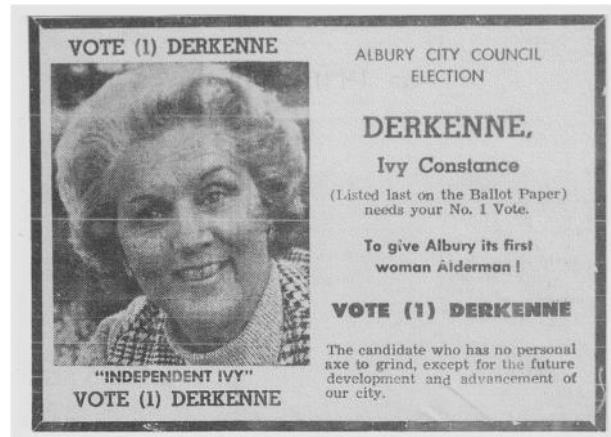 VOTE (1) DERKENNE
"INDEPENDENT IVY"
VOTE (1) DERKENNE
ALBURY CITY COUNCIL
ELECTION
DERKENNE,
Ivy Constance
(Listed last on the Ballot Paper)
needs your No. 1 Vote.
To give Albury its first
woman Alderman !
VOTE (1) DERKENNE
The candidate who has no personal
axe to grind, except for the future
development and advancement of
our city.